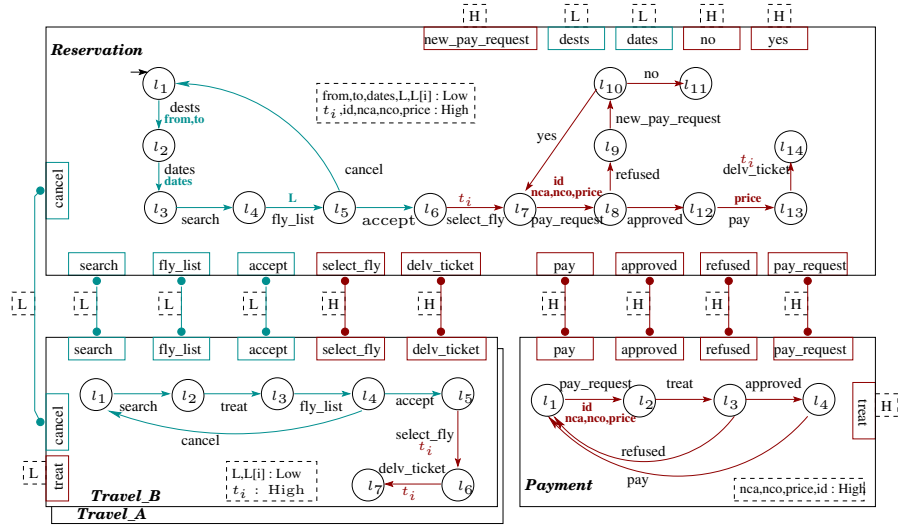 H L L H H
new_pay_request dests dates no yes
Reservation
l1
l10 no l11
from,to,dates,L,L[i] : Low
ti ,id,nca,nco,price : High
dests
from,to
new_pay_request
yes
l2
l9
l14
cancel
dates
dates
refused
ti
delv_ticket
id
nca,nco,price
cancel
L
ti
price
l3 search l4 fly_list l5 accept l6 select_fly l7 pay_request l8 approved l12 pay l13
search fly_list accept select_fly delv_ticket pay approved refused pay_request
L L L L H H H H H H
search fly_list accept select_fly delv_ticket pay approved refused pay_request
l1 search l2 treat l3 fly_list l4 accept l5
cancel
cancel
select_fly
ti
delv_ticket
l7 ti l6
L treat
L,L[i] : Low
ti : High
Travel_B
Travel_A
l1 pay_request l2 treat l3 approved l4
id
nca,nco,price
treat H
refused
pay
Payment
nca,nco,price,id : High